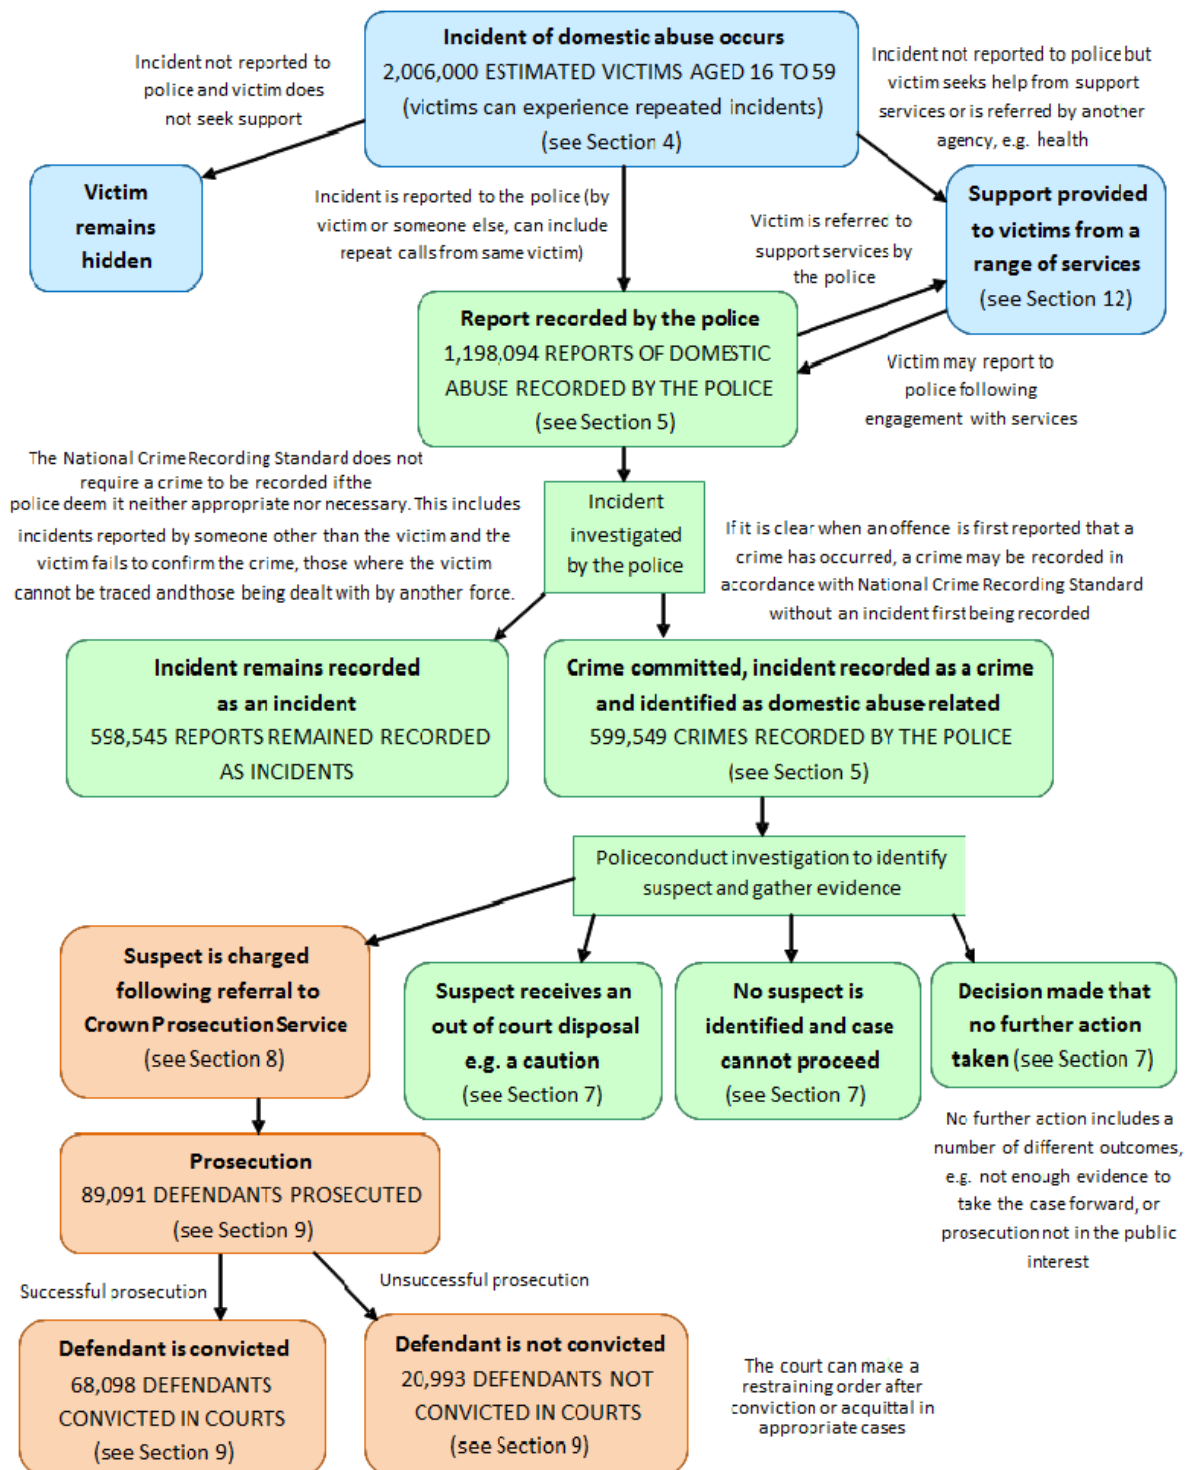 Incident of domestic abuse occurs
2,006,000 ESTIMATED VICTIMS AGED 16 TO 59
(victims can experience repeated incidents)
(see Section 4)
Incident not reported to
police and victim does
not seek support
Incident not reported to police but
victim seeks help from support
services or is referred by another
agency, e.g. health
Victim
remains
hidden
Incident is reported to the police (by
victim or someone else, can include
repeat calls from same victim)
Victim is referred to
support services by
the police
Support provided
to victims from a
range of services
(see Section 12)
Report recorded by the police
1,198,094 REPORTS OF DOMESTIC
ABUSE RECORDED BY THE POLICE
(see Section 5)
Victim may report to
police following
engagement with services
The National Crime Recording Standard does not
require a crime to be recorded if the
police deem it neither appropriate nor necessary. This includes
incidents reported by someone other than the victim and the
victim fails to confirm the crime, those where the victim
cannot be traced and those being dealt with by another force.
Incident
investigated
by the police
If it is clear when an offence is first reported that a
crime has occurred, a crime may be recorded in
accordance with National Crime Recording Standard
without an incident first being recorded
Incident remains recorded
as an incident
598,545 REPORTS REMAINED RECORDED
AS INCIDENTS
Crime committed, incident recorded as a crime
and identified as domestic abuse related
599,549 CRIMES RECORDED BY THE POLICE
(see Section 5)
Police conduct investigation to identify
suspect and gather evidence
Suspect is charged
following referral to
Crown Prosecution Service
(see Section 8)
Suspect receives an
out of court disposal
e.g. a caution
(see Section 7)
No suspect is
identified and case
cannot proceed
(see Section 7)
Decision made that
no further action
taken (see Section 7)
No further action includes a
number of different outcomes,
e.g. not enough evidence to
take the case forward, or
prosecution not in the public
interest
Prosecution
89,091 DEFENDANTS PROSECUTED
(see Section 9)
Successful prosecution
Unsuccessful prosecution
Defendant is convicted
68,098 DEFENDANTS
CONVICTED IN COURTS
(see Section 9)
Defendant is not convicted
20,993 DEFENDANTS NOT
CONVICTED IN COURTS
(see Section 9)
The court can make a
restraining order after
conviction or acquittal in
appropriate cases